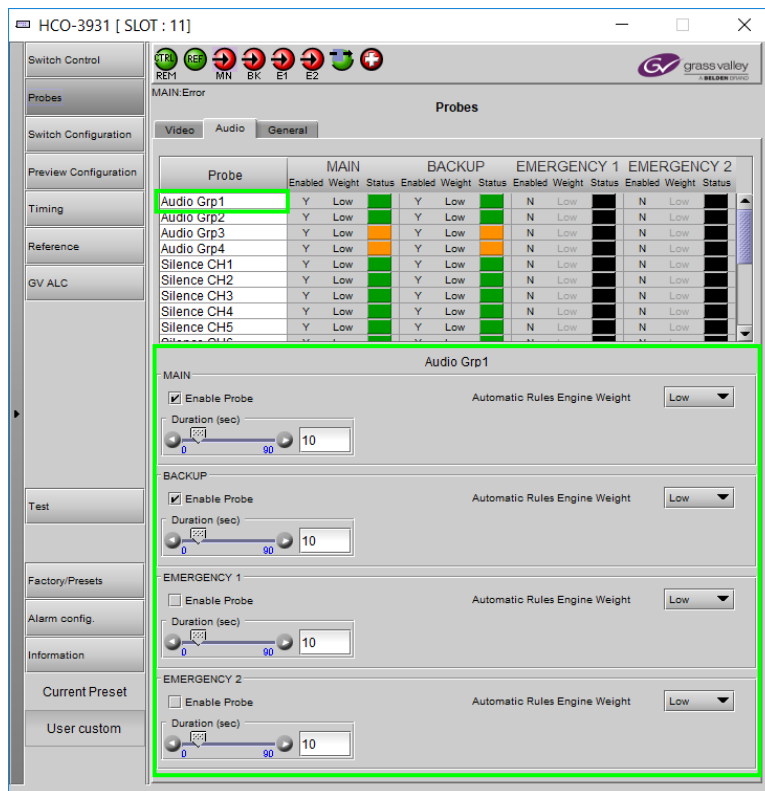 HCO-3931 [ SLOT : 11]
Switch Control
Probes
Switch Configuration
Preview Configuration
Timing
Reference
GV ALC
Test
Factory/Presets
Alarm config.
Information
Current Preset
User custom
CTRL REF
REM MN BK E1 E2
GV grass valley
A BELDEN BRAND
MAIN:Error
Probes
Video Audio General
Probe MAIN BACKUP EMERGENCY 1 EMERGENCY 2
Enabled Weight Status Enabled Weight Status Enabled Weight Status Enabled Weight Status
Audio Grp1 Y Low Y Low N Low N Low
Audio Grp2 Y Low Y Low N Low N Low
Audio Grp3 Y Low Y Low N Low N Low
Audio Grp4 Y Low Y Low N Low N Low
Silence CH1 Y Low Y Low N Low N Low
Silence CH2 Y Low Y Low N Low N Low
Silence CH3 Y Low Y Low N Low N Low
Silence CH4 Y Low Y Low N Low N Low
Silence CH5 Y Low Y Low N Low N Low
Audio Grp1
MAIN
Enable Probe Automatic Rules Engine Weight Low
Duration (sec)
0 90 10
BACKUP
Enable Probe Automatic Rules Engine Weight Low
Duration (sec)
0 90 10
EMERGENCY 1
Enable Probe Automatic Rules Engine Weight Low
Duration (sec)
0 90 10
EMERGENCY 2
Enable Probe Automatic Rules Engine Weight Low
Duration (sec)
0 90 10